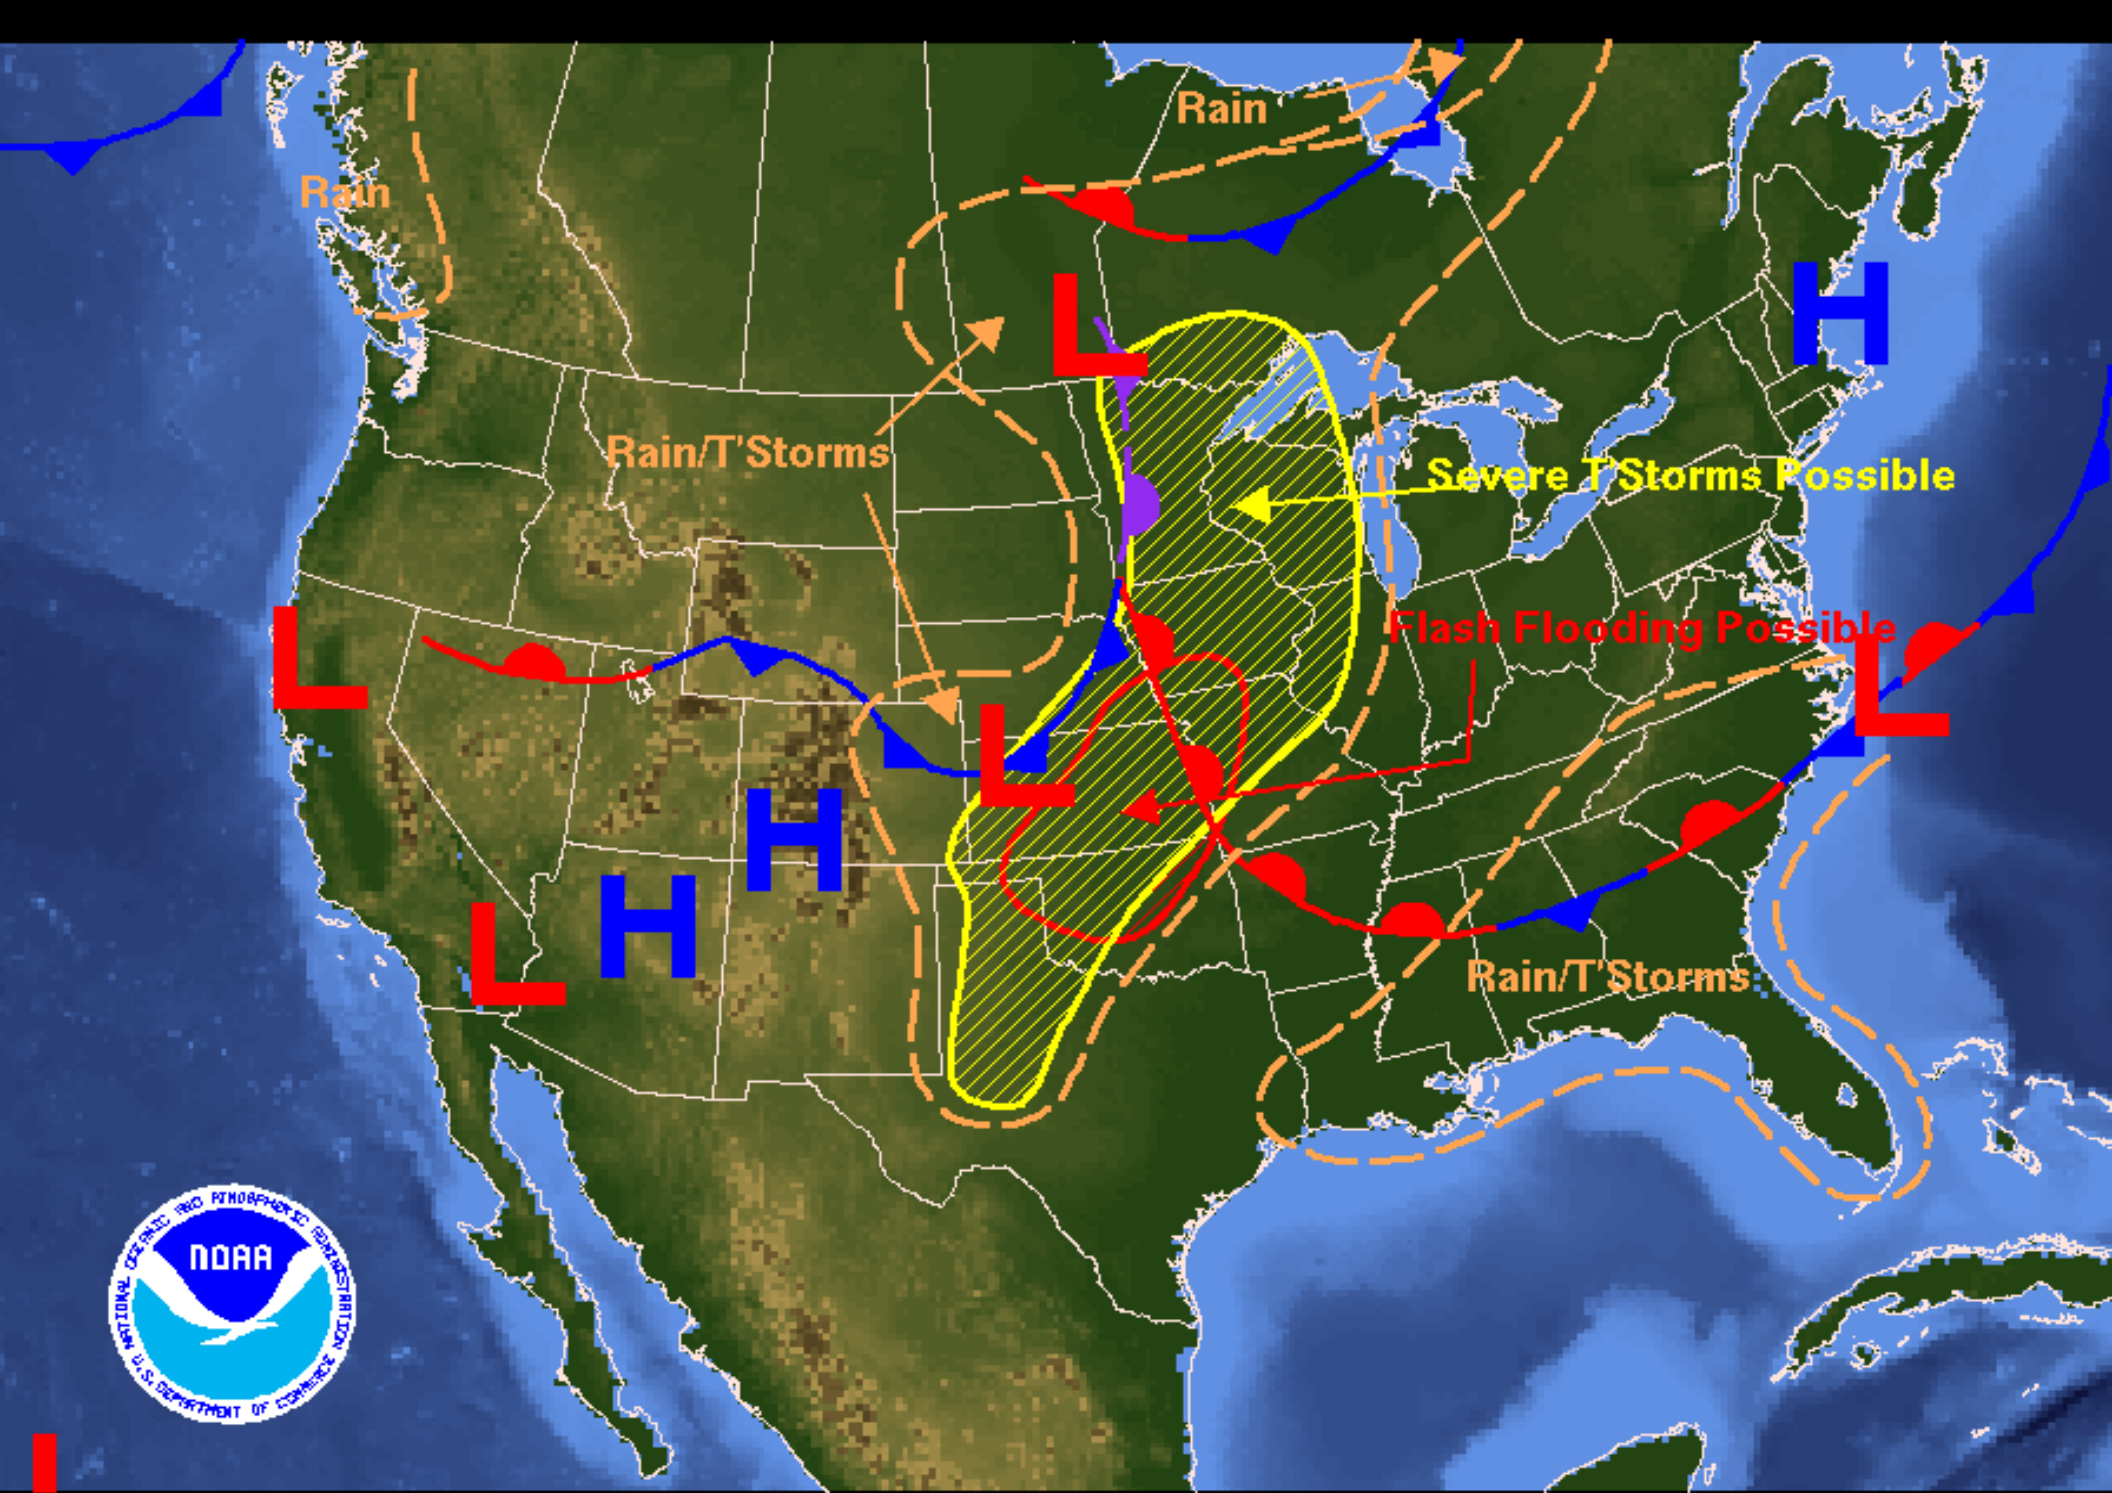 Rain
Rain
H
L
Rain/T'Storms
Severe T'Storms Possible
L
Flash Flooding Possible
L
L
H
H
L
Rain/T'Storms
NATIONAL OCEANIC AND ATMOSPHERIC ADMINISTRATION
NOAA
U.S. DEPARTMENT OF COMMERCE